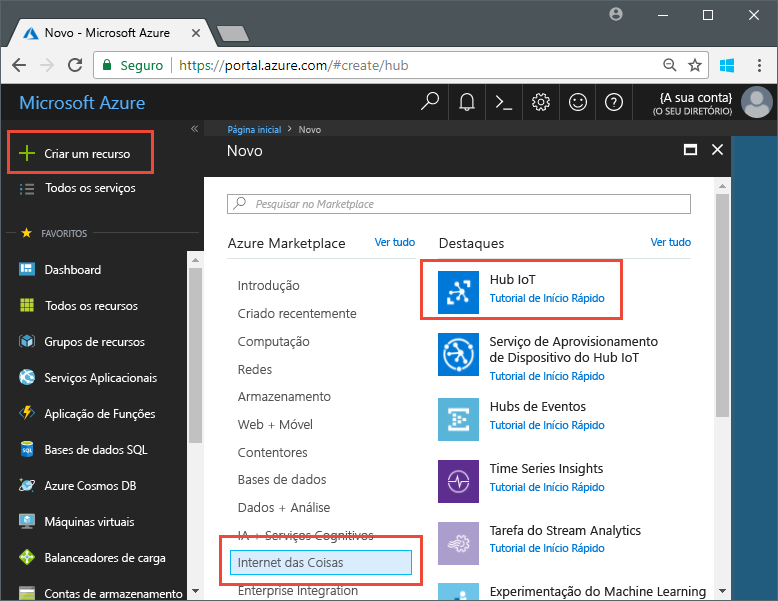 Novo - Microsoft Azure
Seguro
https://portal.azure.com/#create/hub
Microsoft Azure
{A sua conta}
(O SEU DIRETÓRIO)
Criar um recurso
Todos os serviços
FAVORITOS
Dashboard
Todos os recursos
Grupos de recursos
Serviços Aplicacionais
Aplicação de Funções
Bases de dados SQL
Azure Cosmos DB
Máquinas virtuais
Balanceadores de carga
Contas de armazenamento
Página inicial > Novo
Novo
Pesquisar no Marketplace
Azure Marketplace
Ver tudo
Introdução
Criado recentemente
Computação
Redes
Armazenamento
Web + Móvel
Contentores
Bases de dados
Dados + Análise
IA + Serviços Cognitivos
Internet das Coisas
Enterprise Integration
Destaques
Ver tudo
Hub IoT
Tutorial de Início Rápido
Serviço de Aprovisionamento
de Dispositivo do Hub IoT
Tutorial de Início Rápido
Hubs de Eventos
Tutorial de Início Rápido
Time Series Insights
Tutorial de Início Rápido
Tarefa do Stream Analytics
Tutorial de Início Rápido
Experimentação do Machine Learning